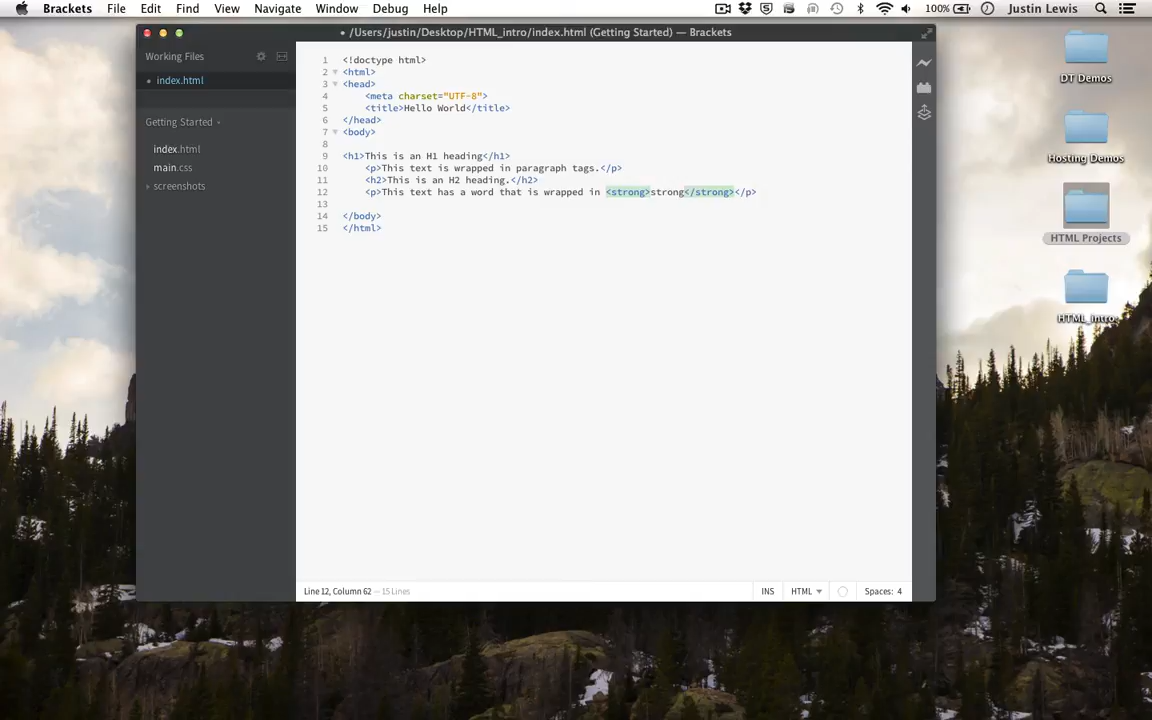 Brackets File Edit Find View Navigate Window Debug Help 100% Justin Lewis
• /Users/justin/Desktop/HTML_intro/index.html (Getting Started) — Brackets
Working Files
• index.html
Getting Started
index.html
main.css
screenshots
1 <!doctype html>
2 <html>
3 <head>
4 <meta charset="UTF-8">
5 <title>Hello World</title>
6 </head>
7 <body>
8
9 <h1>This is an H1 heading</h1>
10 <p>This text is wrapped in paragraph tags.</p>
11 <h2>This is an H2 heading.</h2>
12 <p>This text has a word that is wrapped in <strong>strong</strong></p>
13
14 </body>
15 </html>
Line 12, Column 62 — 15 Lines
INS HTML Spaces: 4
DT Demos
Hosting Demos
HTML Projects
HTML_intro